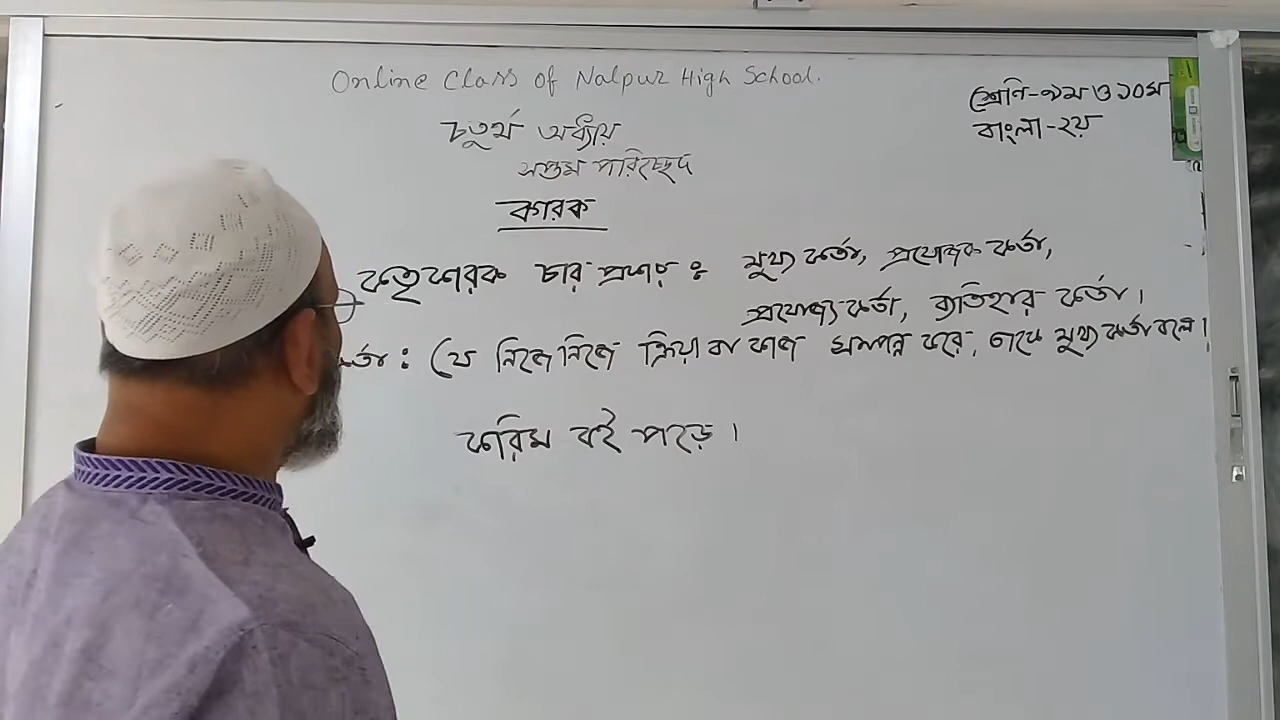 Online Class of Nalpur High School.
শ্রেণি-৯ম ও ১০ম
বাংলা-২য়
চতুর্থ অধ্যায়
সপ্তম পরিচ্ছেদ
কারক
কর্তৃকারক চার প্রকার ঃ মুখ্য কর্তা, প্রযোজক কর্তা,
প্রযোজ্য কর্তা, ব্যতিহার কর্তা।
র্তা : যে নিজে নিজে ক্রিয়া বা কাজ সম্পন্ন করে, তাকে মুখ্য কর্তা বলে।
করিম বই পড়ে।